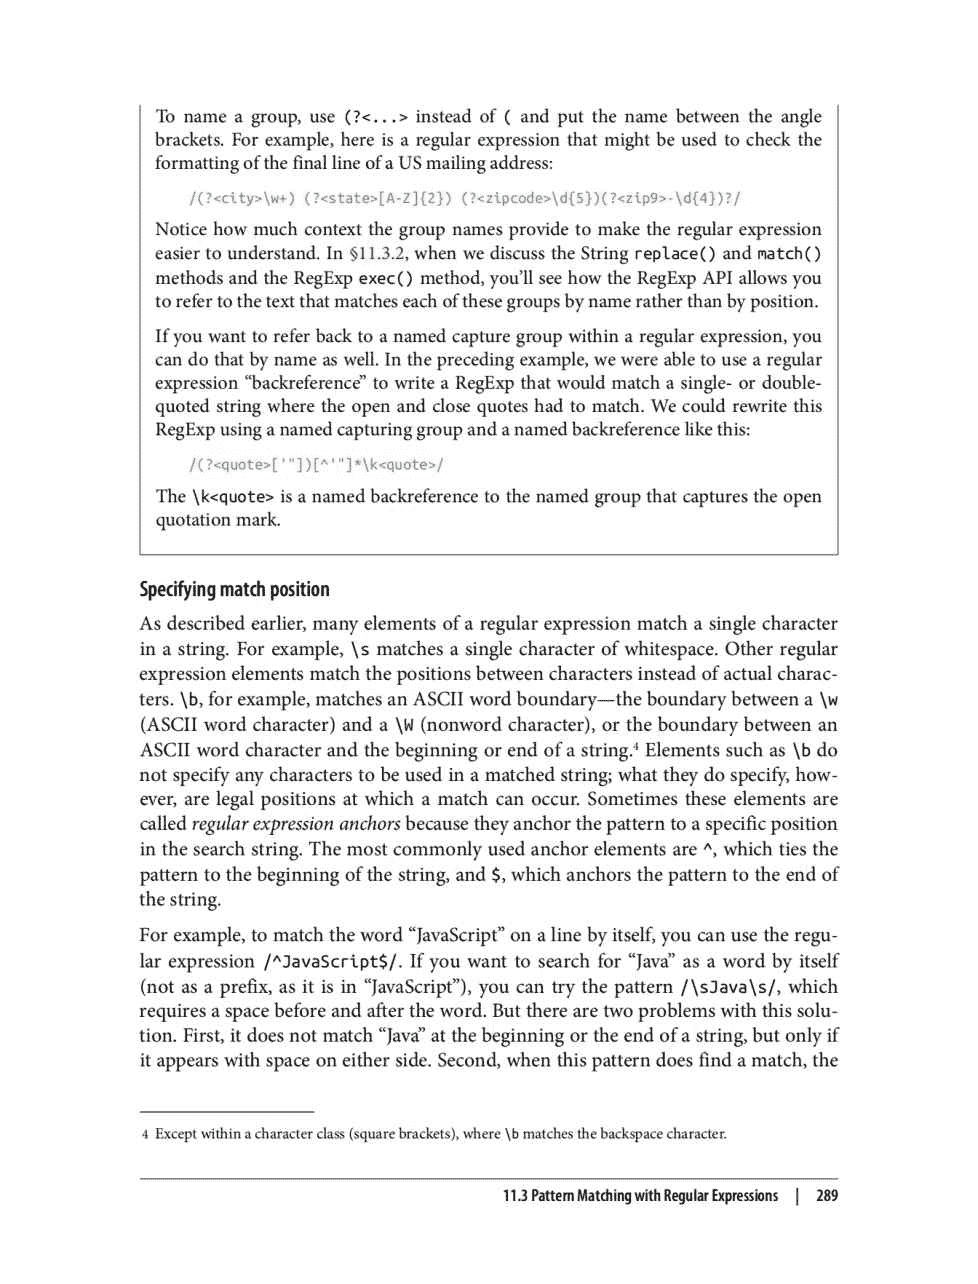 To name a group, use (?<...> instead of ( and put the name between the angle
brackets. For example, here is a regular expression that might be used to check the
formatting of the final line of a US mailing address:
/(?<city>\w+) (?<state>[A-Z]{2}) (?<zipcode>\d{5})(?<zip9>-\d{4})?/
Notice how much context the group names provide to make the regular expression
easier to understand. In §11.3.2, when we discuss the String replace() and match()
methods and the RegExp exec() method, you’ll see how the RegExp API allows you
to refer to the text that matches each of these groups by name rather than by position.
If you want to refer back to a named capture group within a regular expression, you
can do that by name as well. In the preceding example, we were able to use a regular
expression “backreference” to write a RegExp that would match a single- or double-
quoted string where the open and close quotes had to match. We could rewrite this
RegExp using a named capturing group and a named backreference like this:
/(?<quote>['"])[^'"]*\k<quote>/
The \k<quote> is a named backreference to the named group that captures the open
quotation mark.
Specifying match position
As described earlier, many elements of a regular expression match a single character
in a string. For example, \s matches a single character of whitespace. Other regular
expression elements match the positions between characters instead of actual charac-
ters. \b, for example, matches an ASCII word boundary—the boundary between a \w
(ASCII word character) and a \W (nonword character), or the boundary between an
ASCII word character and the beginning or end of a string.4 Elements such as \b do
not specify any characters to be used in a matched string; what they do specify, how-
ever, are legal positions at which a match can occur. Sometimes these elements are
called regular expression anchors because they anchor the pattern to a specific position
in the search string. The most commonly used anchor elements are ^, which ties the
pattern to the beginning of the string, and $, which anchors the pattern to the end of
the string.
For example, to match the word “JavaScript” on a line by itself, you can use the regu-
lar expression /^JavaScript$/. If you want to search for “Java” as a word by itself
(not as a prefix, as it is in “JavaScript”), you can try the pattern /\sJava\s/, which
requires a space before and after the word. But there are two problems with this solu-
tion. First, it does not match “Java” at the beginning or the end of a string, but only if
it appears with space on either side. Second, when this pattern does find a match, the
4 Except within a character class (square brackets), where \b matches the backspace character.
11.3 Pattern Matching with Regular Expressions | 289